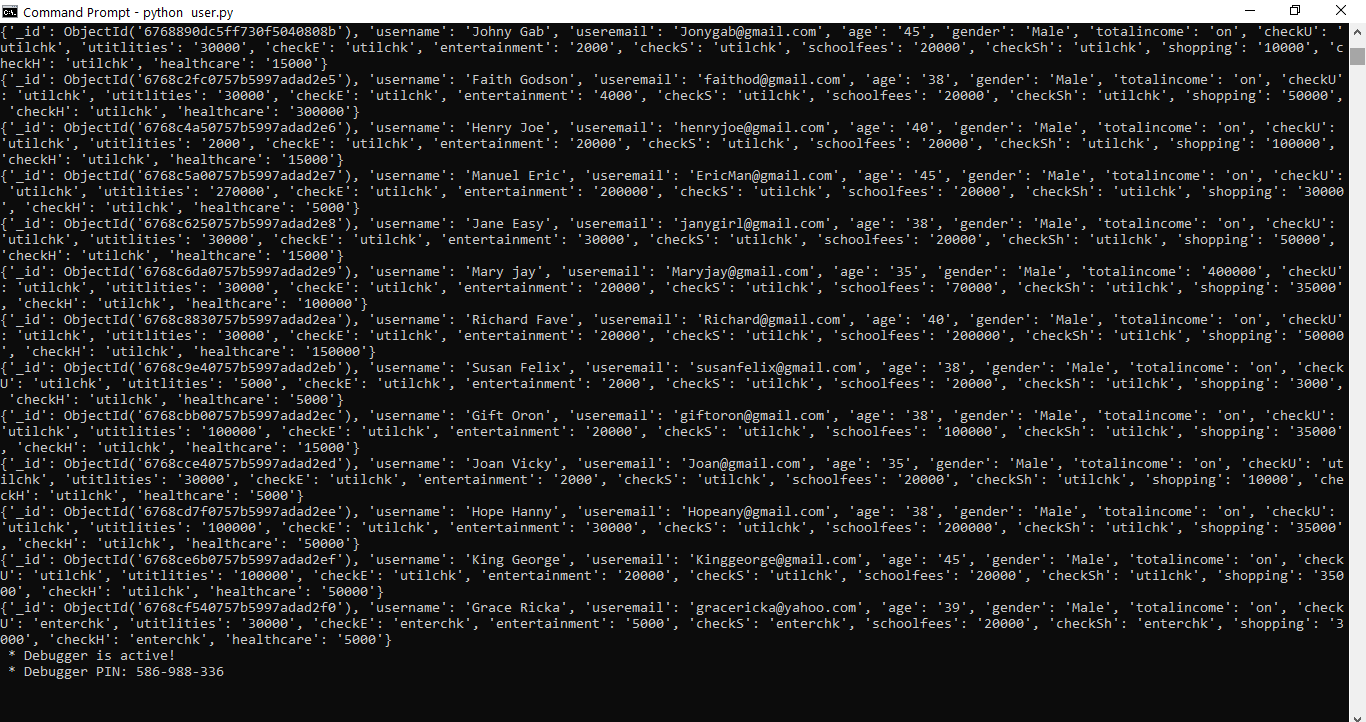 Command Prompt - python  user.py
{'_id': ObjectId('6768890dc5ff730f5040808b'), 'username': 'Johny Gab', 'useremail': 'Jonygab@gmail.com', 'age': '45', 'gender': 'Male', 'totalincome': 'on', 'checkU': '
utilchk', 'utitlities': '30000', 'checkE': 'utilchk', 'entertainment': '2000', 'checkS': 'utilchk', 'schoolfees': '20000', 'checkSh': 'utilchk', 'shopping': '10000', 'c
heckH': 'utilchk', 'healthcare': '15000'}
{'_id': ObjectId('6768c2fc0757b5997adad2e5'), 'username': 'Faith Godson', 'useremail': 'faithod@gmail.com', 'age': '38', 'gender': 'Male', 'totalincome': 'on', 'checkU'
: 'utilchk', 'utitlities': '30000', 'checkE': 'utilchk', 'entertainment': '4000', 'checkS': 'utilchk', 'schoolfees': '20000', 'checkSh': 'utilchk', 'shopping': '50000',
 'checkH': 'utilchk', 'healthcare': '300000'}
{'_id': ObjectId('6768c4a50757b5997adad2e6'), 'username': 'Henry Joe', 'useremail': 'henryjoe@gmail.com', 'age': '40', 'gender': 'Male', 'totalincome': 'on', 'checkU':
'utilchk', 'utitlities': '2000', 'checkE': 'utilchk', 'entertainment': '20000', 'checkS': 'utilchk', 'schoolfees': '20000', 'checkSh': 'utilchk', 'shopping': '100000',
'checkH': 'utilchk', 'healthcare': '15000'}
{'_id': ObjectId('6768c5a00757b5997adad2e7'), 'username': 'Manuel Eric', 'useremail': 'EricMan@gmail.com', 'age': '45', 'gender': 'Male', 'totalincome': 'on', 'checkU':
 'utilchk', 'utitlities': '270000', 'checkE': 'utilchk', 'entertainment': '200000', 'checkS': 'utilchk', 'schoolfees': '20000', 'checkSh': 'utilchk', 'shopping': '30000'
, 'checkH': 'utilchk', 'healthcare': '5000'}
{'_id': ObjectId('6768c6250757b5997adad2e8'), 'username': 'Jane Easy', 'useremail': 'janygirl@gmail.com', 'age': '38', 'gender': 'Male', 'totalincome': 'on', 'checkU':
'utilchk', 'utitlities': '30000', 'checkE': 'utilchk', 'entertainment': '30000', 'checkS': 'utilchk', 'schoolfees': '20000', 'checkSh': 'utilchk', 'shopping': '50000',
'checkH': 'utilchk', 'healthcare': '15000'}
{'_id': ObjectId('6768c6da0757b5997adad2e9'), 'username': 'Mary jay', 'useremail': 'Maryjay@gmail.com', 'age': '35', 'gender': 'Male', 'totalincome': '400000', 'checkU'
: 'utilchk', 'utitlities': '30000', 'checkE': 'utilchk', 'entertainment': '20000', 'checkS': 'utilchk', 'schoolfees': '70000', 'checkSh': 'utilchk', 'shopping': '35000'
, 'checkH': 'utilchk', 'healthcare': '100000'}
{'_id': ObjectId('6768c8830757b5997adad2ea'), 'username': 'Richard Fave', 'useremail': 'Richard@gmail.com', 'age': '40', 'gender': 'Male', 'totalincome': 'on', 'checkU'
: 'utilchk', 'utitlities': '30000', 'checkE': 'utilchk', 'entertainment': '20000', 'checkS': 'utilchk', 'schoolfees': '200000', 'checkSh': 'utilchk', 'shopping': '50000
', 'checkH': 'utilchk', 'healthcare': '150000'}
{'_id': ObjectId('6768c9e40757b5997adad2eb'), 'username': 'Susan Felix', 'useremail': 'susanfelix@gmail.com', 'age': '38', 'gender': 'Male', 'totalincome': 'on', 'check
U': 'utilchk', 'utitlities': '5000', 'checkE': 'utilchk', 'entertainment': '2000', 'checkS': 'utilchk', 'schoolfees': '20000', 'checkSh': 'utilchk', 'shopping': '3000',
 'checkH': 'utilchk', 'healthcare': '5000'}
{'_id': ObjectId('6768cbb00757b5997adad2ec'), 'username': 'Gift Oron', 'useremail': 'giftoron@gmail.com', 'age': '38', 'gender': 'Male', 'totalincome': 'on', 'checkU':
'utilchk', 'utitlities': '100000', 'checkE': 'utilchk', 'entertainment': '20000', 'checkS': 'utilchk', 'schoolfees': '100000', 'checkSh': 'utilchk', 'shopping': '35000'
, 'checkH': 'utilchk', 'healthcare': '15000'}
{'_id': ObjectId('6768cce40757b5997adad2ed'), 'username': 'Joan Vicky', 'useremail': 'Joan@gmail.com', 'age': '35', 'gender': 'Male', 'totalincome': 'on', 'checkU': 'ut
ilchk', 'utitlities': '30000', 'checkE': 'utilchk', 'entertainment': '2000', 'checkS': 'utilchk', 'schoolfees': '20000', 'checkSh': 'utilchk', 'shopping': '10000', 'che
ckH': 'utilchk', 'healthcare': '5000'}
{'_id': ObjectId('6768cd7f0757b5997adad2ee'), 'username': 'Hope Hanny', 'useremail': 'Hopeany@gmail.com', 'age': '38', 'gender': 'Male', 'totalincome': 'on', 'checkU':
'utilchk', 'utitlities': '100000', 'checkE': 'utilchk', 'entertainment': '30000', 'checkS': 'utilchk', 'schoolfees': '200000', 'checkSh': 'utilchk', 'shopping': '35000'
, 'checkH': 'utilchk', 'healthcare': '50000'}
{'_id': ObjectId('6768ce6b0757b5997adad2ef'), 'username': 'King George', 'useremail': 'Kinggeorge@gmail.com', 'age': '45', 'gender': 'Male', 'totalincome': 'on', 'check
U': 'utilchk', 'utitlities': '100000', 'checkE': 'utilchk', 'entertainment': '20000', 'checkS': 'utilchk', 'schoolfees': '20000', 'checkSh': 'utilchk', 'shopping': '350
00', 'checkH': 'utilchk', 'healthcare': '50000'}
{'_id': ObjectId('6768cf540757b5997adad2f0'), 'username': 'Grace Ricka', 'useremail': 'gracericka@yahoo.com', 'age': '39', 'gender': 'Male', 'totalincome': 'on', 'check
U': 'enterchk', 'utitlities': '30000', 'checkE': 'enterchk', 'entertainment': '5000', 'checkS': 'enterchk', 'schoolfees': '20000', 'checkSh': 'enterchk', 'shopping': '3
000', 'checkH': 'enterchk', 'healthcare': '5000'}
 * Debugger is active!
 * Debugger PIN: 586-988-336